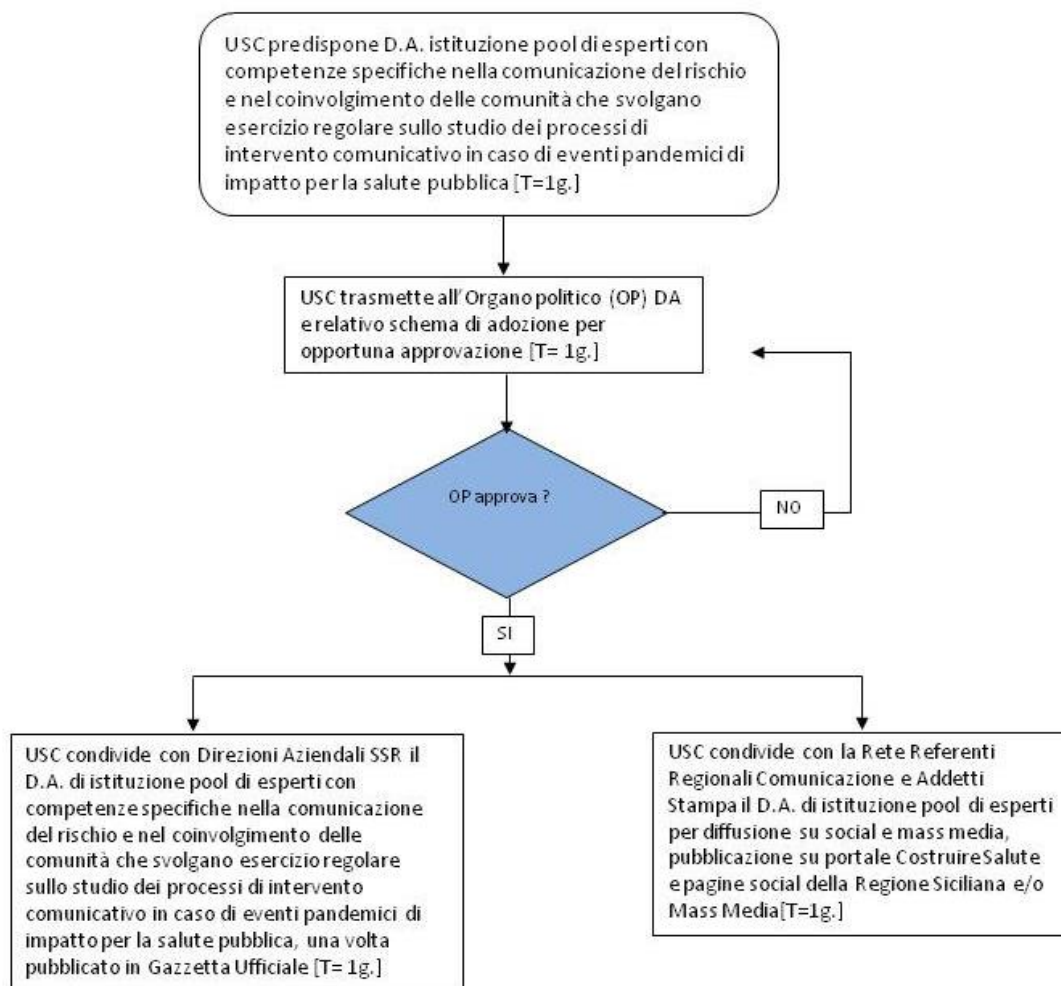 USC predispone D.A. istituzione pool di esperti con
competenze specifiche nella comunicazione del rischio
e nel coinvolgimento delle comunità che svolgano
esercizio regolare sullo studio dei processi di
intervento comunicativo in caso di eventi pandemici di
impatto per la salute pubblica [T=1g.]
USC trasmette all'Organo politico (OP) DA
e relativo schema di adozione per
opportuna approvazione [T= 1g.]
OP approva ?
NO
SI
USC condivide con Direzioni Aziendali SSR il
D.A. di istituzione pool di esperti con
competenze specifiche nella comunicazione
del rischio e nel coinvolgimento delle
comunità che svolgano esercizio regolare
sullo studio dei processi di intervento
comunicativo in caso di eventi pandemici di
impatto per la salute pubblica, una volta
pubblicato in Gazzetta Ufficiale [T= 1g.]
USC condivide con la Rete Referenti
Regionali Comunicazione e Addetti
Stampa il D.A. di istituzione pool di esperti
per diffusione su social e mass media,
pubblicazione su portale Costruire Salute
e pagine social della Regione Siciliana e/o
Mass Media[T=1g.]